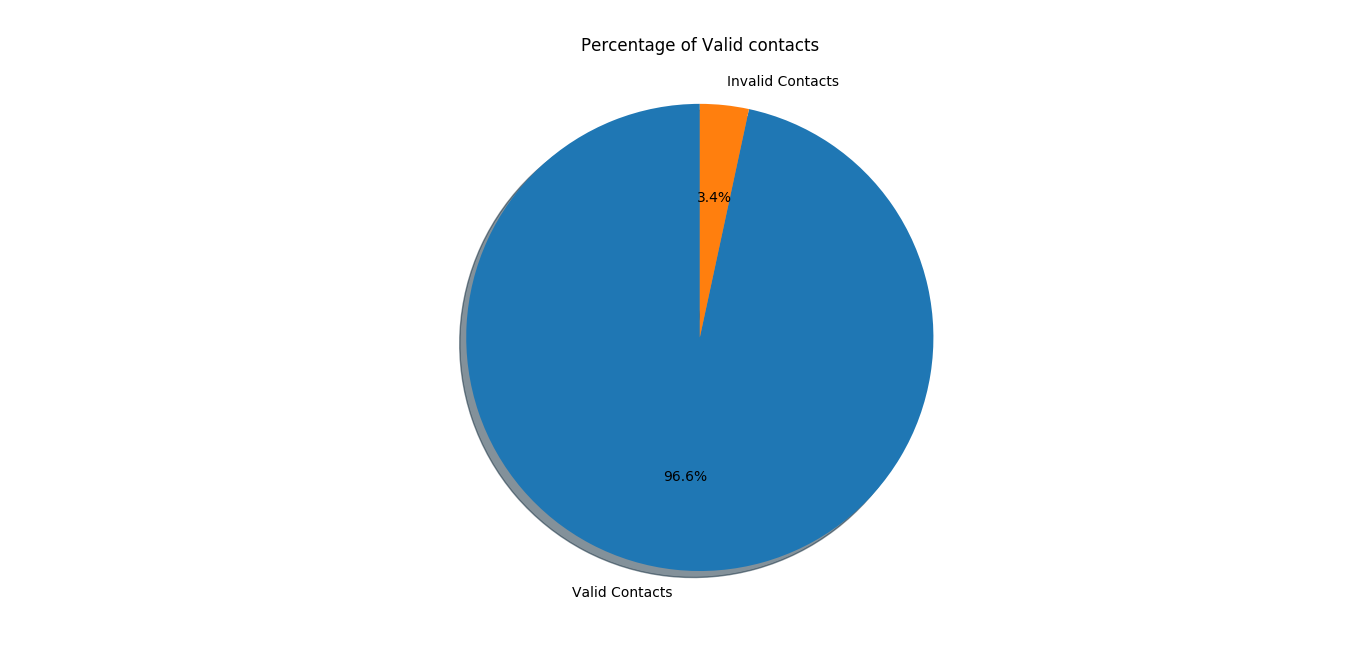 Percentage of Valid contacts
Invalid Contacts
3.4%
96.6%
Valid Contacts